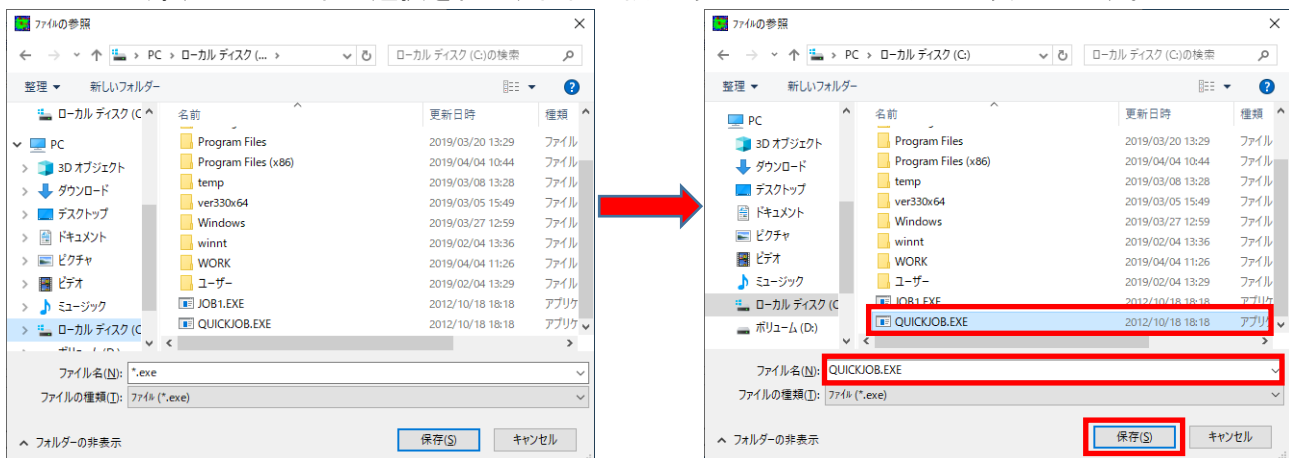 ファイルの参照
PC › ローカル ディスク (... ›
ローカル ディスク (C:)の検索
整理 新しいフォルダー
ローカル ディスク (C
PC
3D オブジェクト
ダウンロード
デスクトップ
ドキュメント
ピクチャ
ビデオ
ミュージック
ローカル ディスク (C
名前 更新日時 種類
Program Files 2019/03/20 13:29 ファイル
Program Files (x86) 2019/04/04 10:44 ファイル
temp 2019/03/08 13:28 ファイル
ver330x64 2019/03/05 15:49 ファイル
Windows 2019/03/27 12:59 ファイル
winnt 2019/02/04 13:36 ファイル
WORK 2019/04/04 11:26 ファイル
ユーザー 2019/02/04 13:29 ファイル
JOB1.EXE 2012/10/18 18:18 アプリケ
QUICKJOB.EXE 2012/10/18 18:18 アプリケ
ファイル名(N): *.exe
ファイルの種類(T): ファイル (*.exe)
フォルダーの非表示
保存(S) キャンセル
ファイルの参照
PC › ローカル ディスク (C:)
ローカル ディスク (C:)の検索
整理 新しいフォルダー
PC
3D オブジェクト
ダウンロード
デスクトップ
ドキュメント
ピクチャ
ビデオ
ミュージック
ローカル ディスク (C
ボリューム (D:)
名前 更新日時 種類
Program Files 2019/03/20 13:29 ファイル
Program Files (x86) 2019/04/04 10:44 ファイル
temp 2019/03/08 13:28 ファイル
ver330x64 2019/03/05 15:49 ファイル
Windows 2019/03/27 12:59 ファイル
winnt 2019/02/04 13:36 ファイル
WORK 2019/04/04 11:26 ファイル
ユーザー 2019/02/04 13:29 ファイル
JOB1.EXE 2012/10/18 18:18 アプリケ
QUICKJOB.EXE 2012/10/18 18:18 アプリケ
ファイル名(N): QUICKJOB.EXE
ファイルの種類(T): ファイル (*.exe)
フォルダーの非表示
保存(S) キャンセル